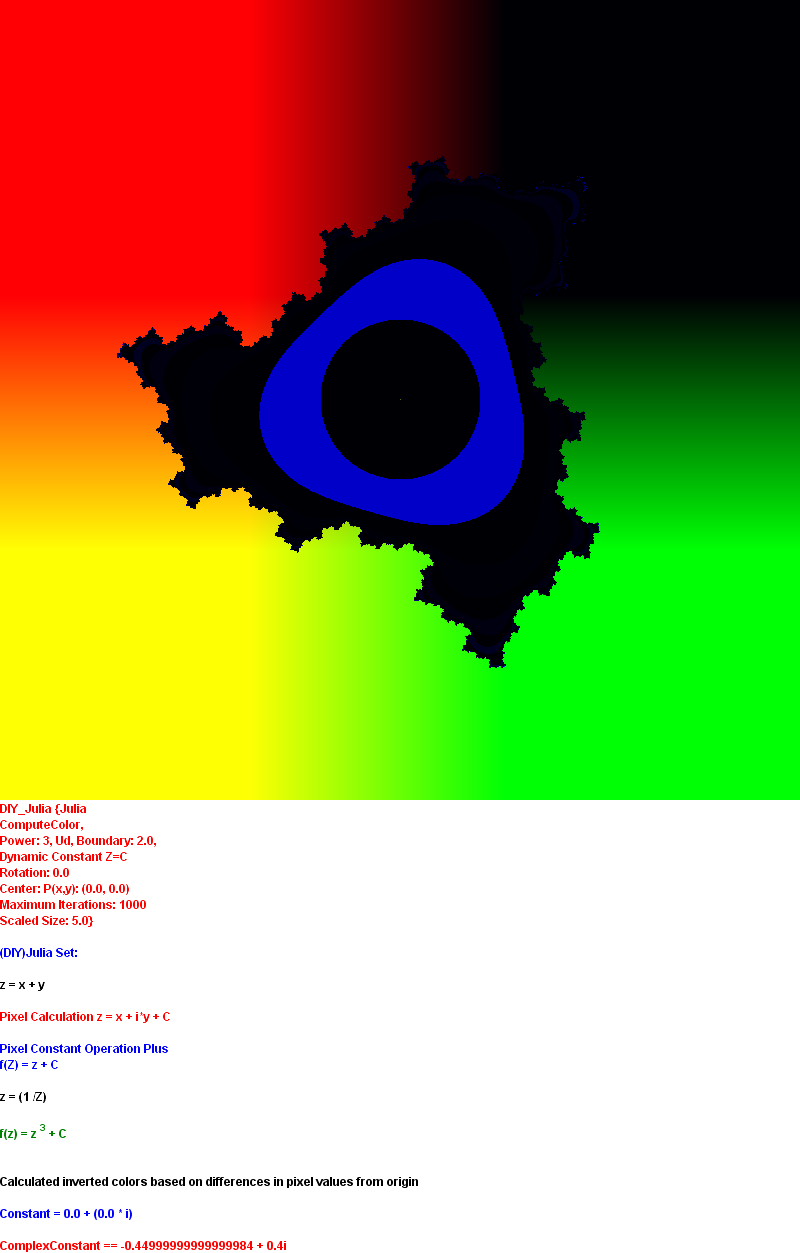 DIY_Julia {Julia
ComputeColor,
Power: 3, Ud, Boundary: 2.0,
Dynamic Constant Z=C
Rotation: 0.0
Center: P(x,y): (0.0, 0.0)
Maximum Iterations: 1000
Scaled Size: 5.0}
(DIY)Julia Set:
z = x + y
Pixel Calculation z = x + i*y + C
Pixel Constant Operation Plus
f(Z) = z + C
z = (1 /Z)
f(z) = z ³ + C
Calculated inverted colors based on differences in pixel values from origin
Constant = 0.0 + (0.0 * i)
ComplexConstant == -0.44999999999999984 + 0.4i